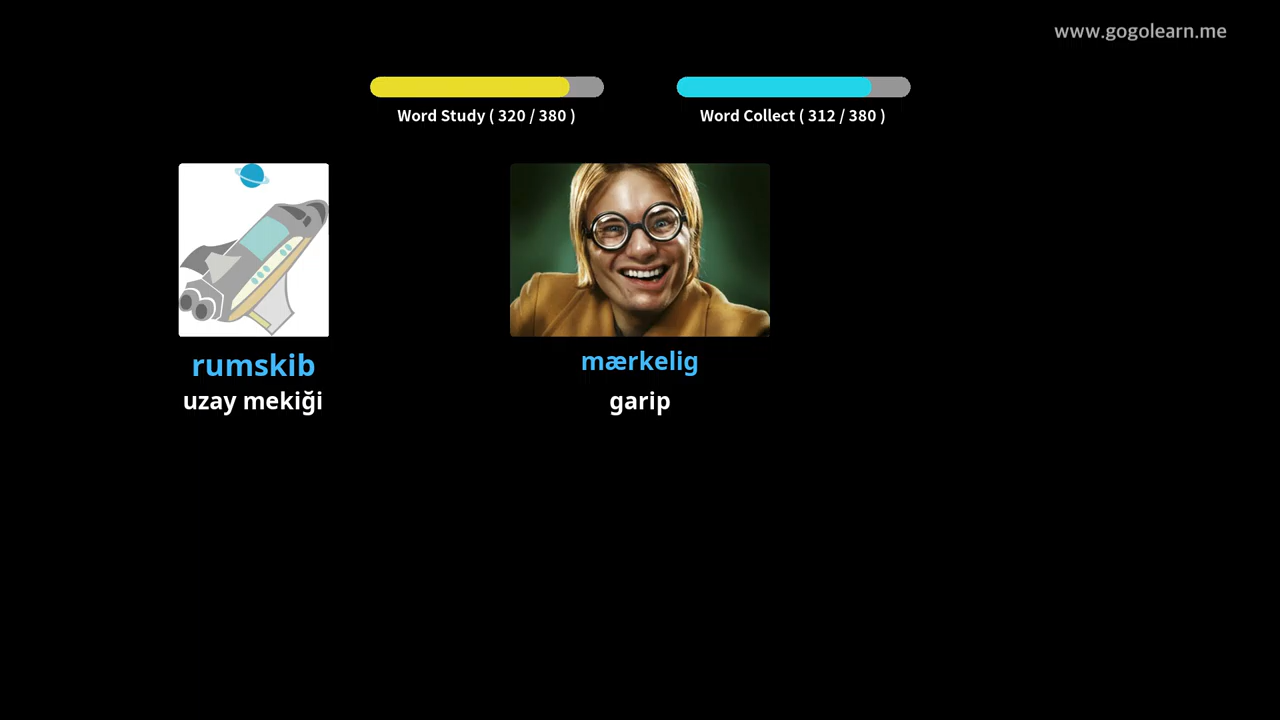 www.gogolearn.me
Word Study ( 320 / 380 )
Word Collect ( 312 / 380 )
rumskib
uzay mekiği
mærkelig
garip